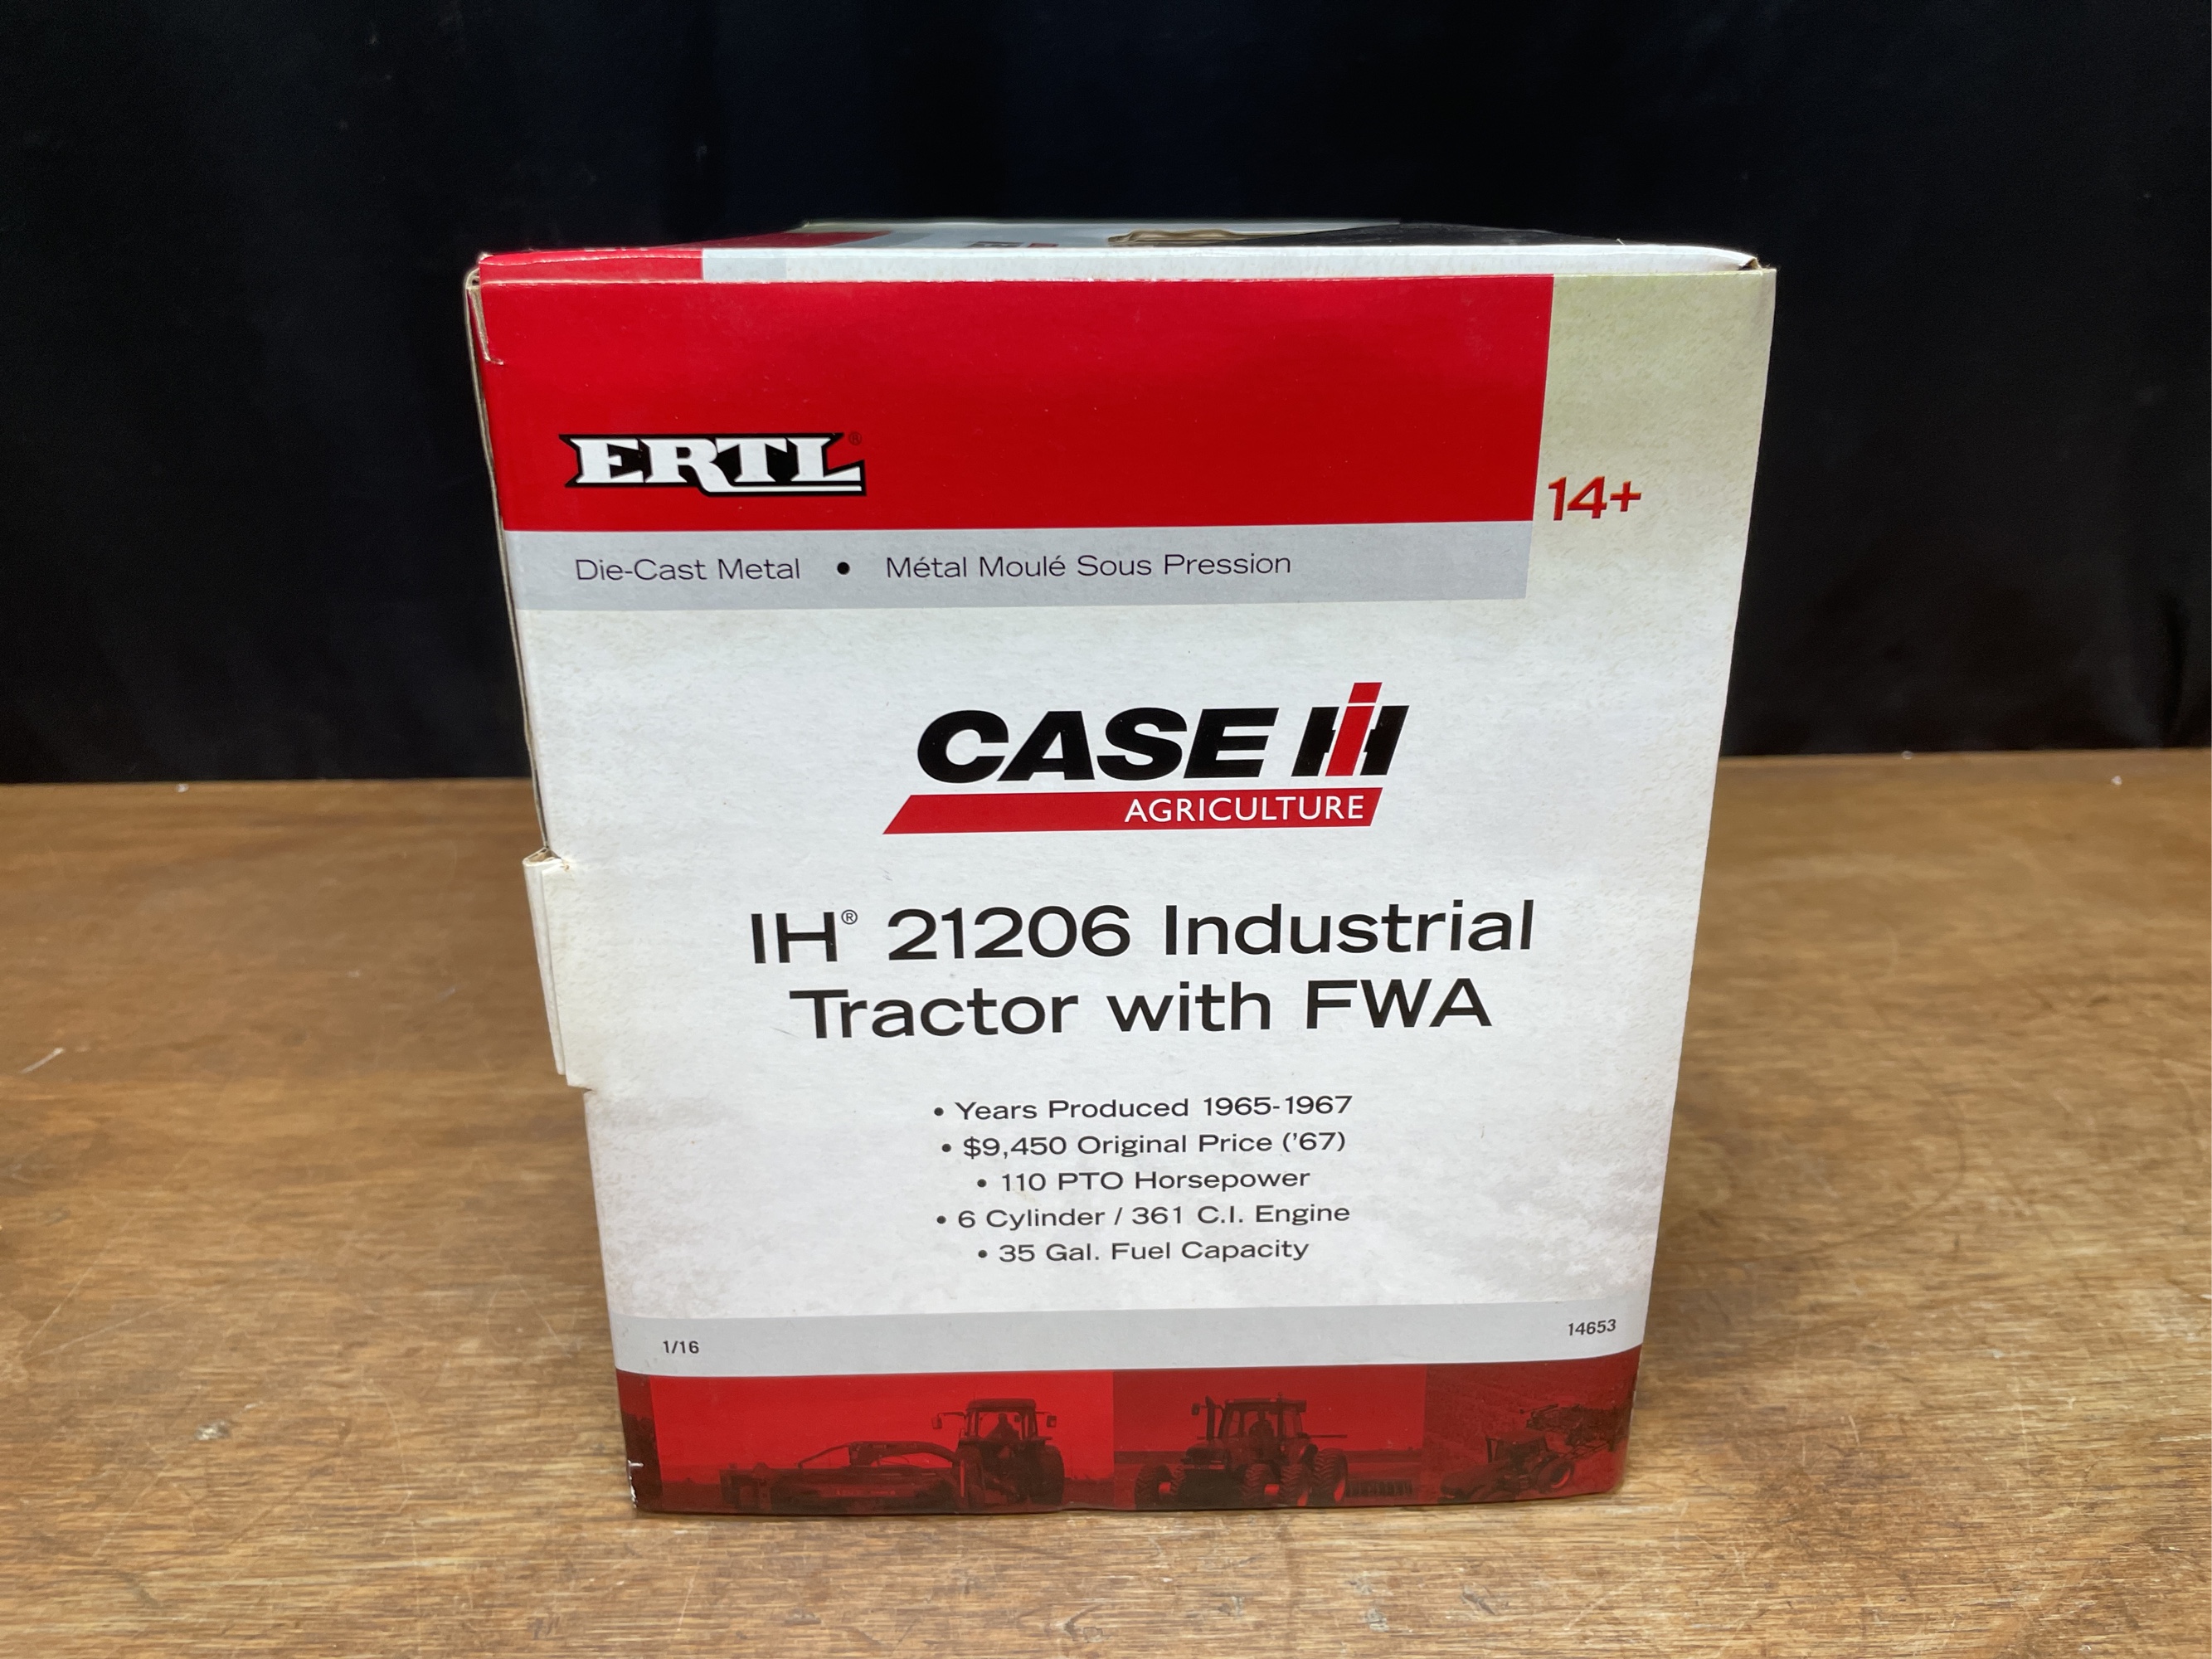 ERTL®
14+
Die-Cast Metal • Métal Moulé Sous Pression
CASE IH
AGRICULTURE
IH® 21206 Industrial
Tractor with FWA
• Years Produced 1965-1967
• $9,450 Original Price ('67)
• 110 PTO Horsepower
• 6 Cylinder / 361 C.I. Engine
• 35 Gal. Fuel Capacity
1/16
14653